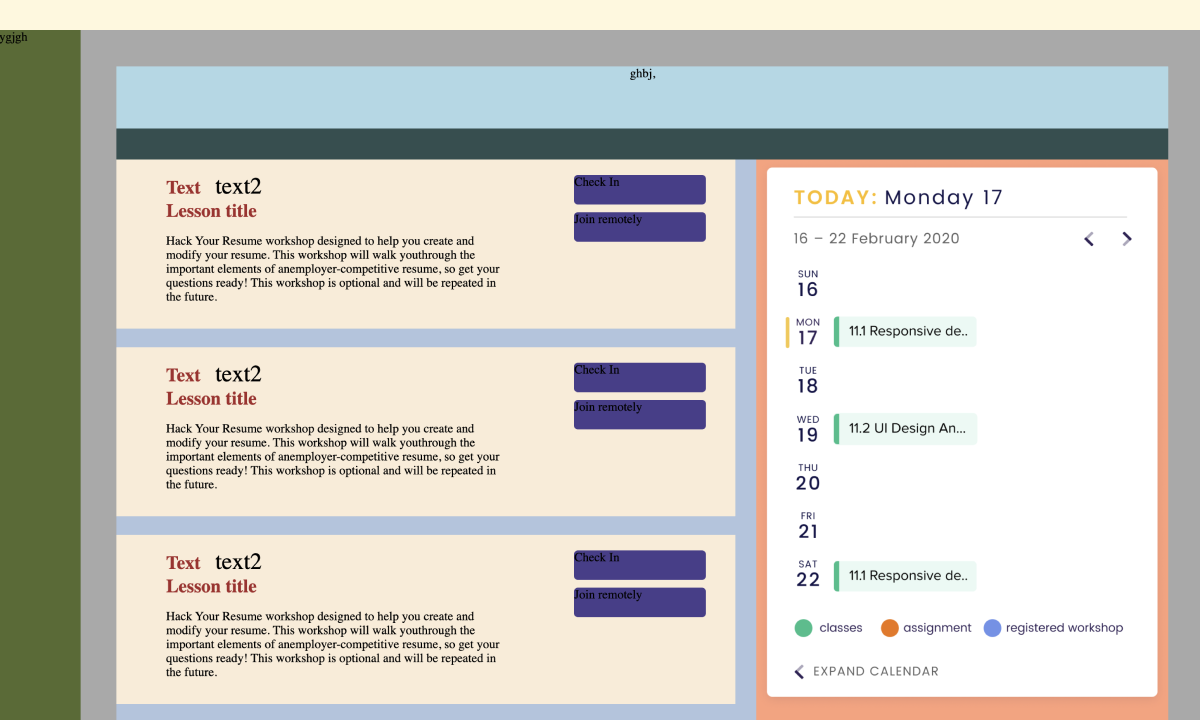 ygjgh
ghbj,
Text text2
Lesson title
Hack Your Resume workshop designed to help you create and
modify your resume. This workshop will walk youthrough the
important elements of anemployer-competitive resume, so get your
questions ready! This workshop is optional and will be repeated in
the future.
Check In
Join remotely
Text text2
Lesson title
Hack Your Resume workshop designed to help you create and
modify your resume. This workshop will walk youthrough the
important elements of anemployer-competitive resume, so get your
questions ready! This workshop is optional and will be repeated in
the future.
Check In
Join remotely
Text text2
Lesson title
Hack Your Resume workshop designed to help you create and
modify your resume. This workshop will walk youthrough the
important elements of anemployer-competitive resume, so get your
questions ready! This workshop is optional and will be repeated in
the future.
Check In
Join remotely
TODAY: Monday 17
16 – 22 February 2020
SUN
16
MON
17
11.1 Responsive de..
TUE
18
WED
19
11.2 UI Design An...
THU
20
FRI
21
SAT
22
11.1 Responsive de..
classes assignment registered workshop
EXPAND CALENDAR